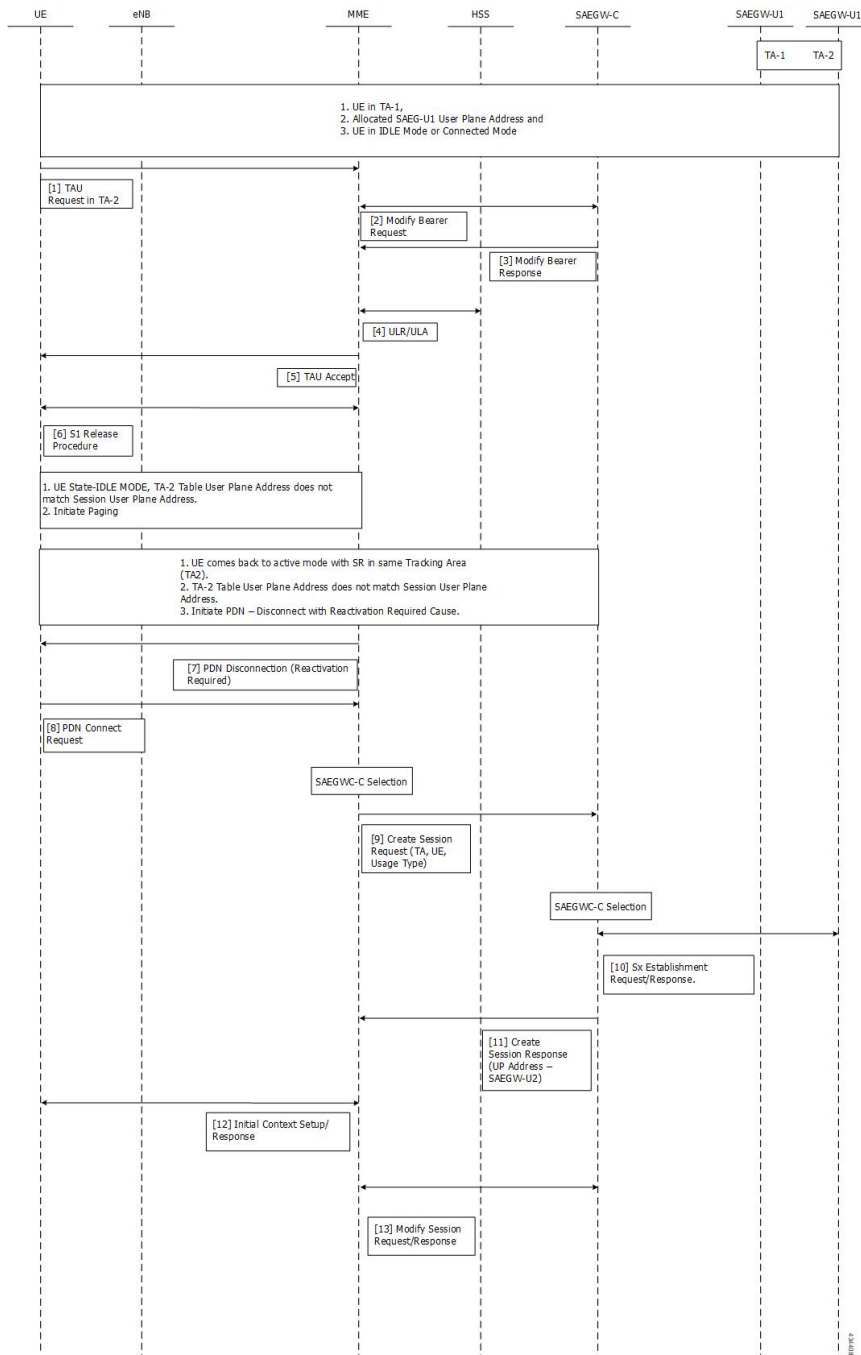 UE eNB MME HSS SAEGW-C SAEGW-U1 SAEGW-U1
TA-1 TA-2
1. UE in TA-1,
2. Allocated SAEG-U1 User Plane Address and
3. UE in IDLE Mode or Connected Mode
[1] TAU
Request in TA-2
[2] Modify Bearer
Request
[3] Modify Bearer
Response
[4] ULR/ULA
[5] TAU Accept
[6] S1 Release
Procedure
1. UE State-IDLE MODE, TA-2 Table User Plane Address does not
match Session User Plane Address.
2. Initiate Paging
1. UE comes back to active mode with SR in same Tracking Area
(TA2).
2. TA-2 Table User Plane Address does not match Session User Plane
Address.
3. Initiate PDN – Disconnect with Reactivation Required Cause.
[7] PDN Disconnection (Reactivation
Required)
[8] PDN Connect
Request
SAEGWC-C Selection
[9] Create Session
Request (TA, UE,
Usage Type)
SAEGWC-C Selection
[10] Sx Establishment
Request/Response.
[11] Create
Session Response
(UP Address –
SAEGW-U2)
[12] Initial Context Setup/
Response
[13] Modify Session
Request/Response